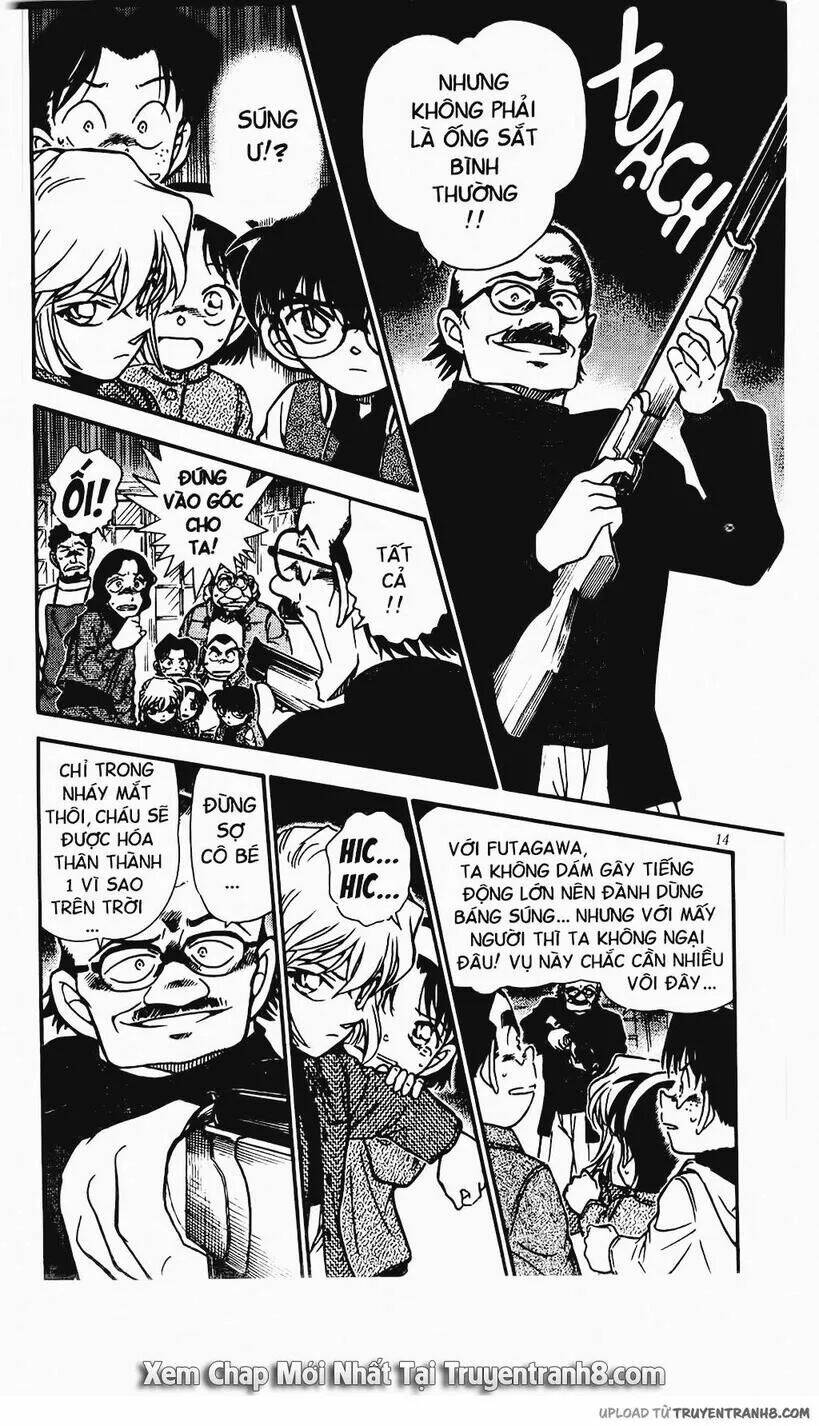 NHƯNG
KHÔNG PHẢI
LÀ ỐNG SẮT
BÌNH
THƯỜNG
!!
XOẠCH
SÚNG
Ư!?
ỐI!
ĐỨNG
VÀO GÓC
CHO
TA!
TẤT
CẢ
!!
CHỈ TRONG
NHÁY MẮT
THÔI, CHÁU SẼ
ĐƯỢC HÓA
THÂN THÀNH
1 VÌ SAO
TRÊN TRỜI
...
ĐỪNG
SỢ
CÔ BÉ
...
HIC...
HIC...
14
VỚI FUTAGAWA,
TA KHÔNG DÁM GÂY TIẾNG
ĐỘNG LỚN NÊN ĐÀNH DÙNG
BÁNG SÚNG... NHƯNG VỚI MẤY
NGƯỜI THÌ TA KHÔNG NGẠI
ĐÂU! VỤ NÀY CHẮC CẦN NHIỀU
VÔI ĐÂY...
Xem Chap Mới Nhất Tại Truyentranh8.com
UPLOAD TỪ TRUYENTRANH8.COM